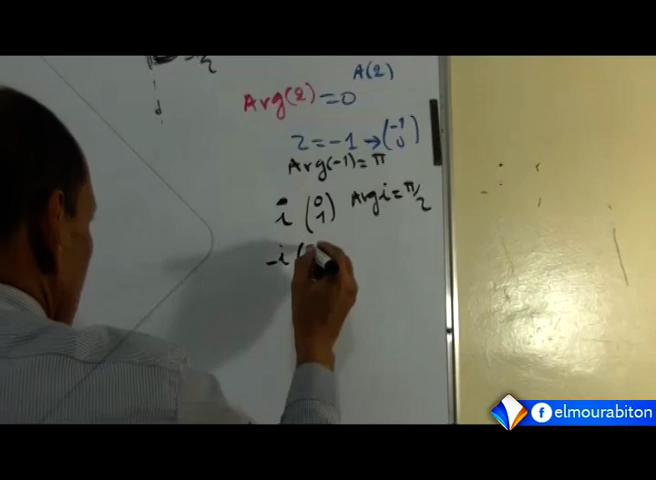 A(2)
Arg(2)=0
z=-1→(-1 0)
Arg(-1)=π
i (0 1) Arg i=π/2
-i (
elmourabiton